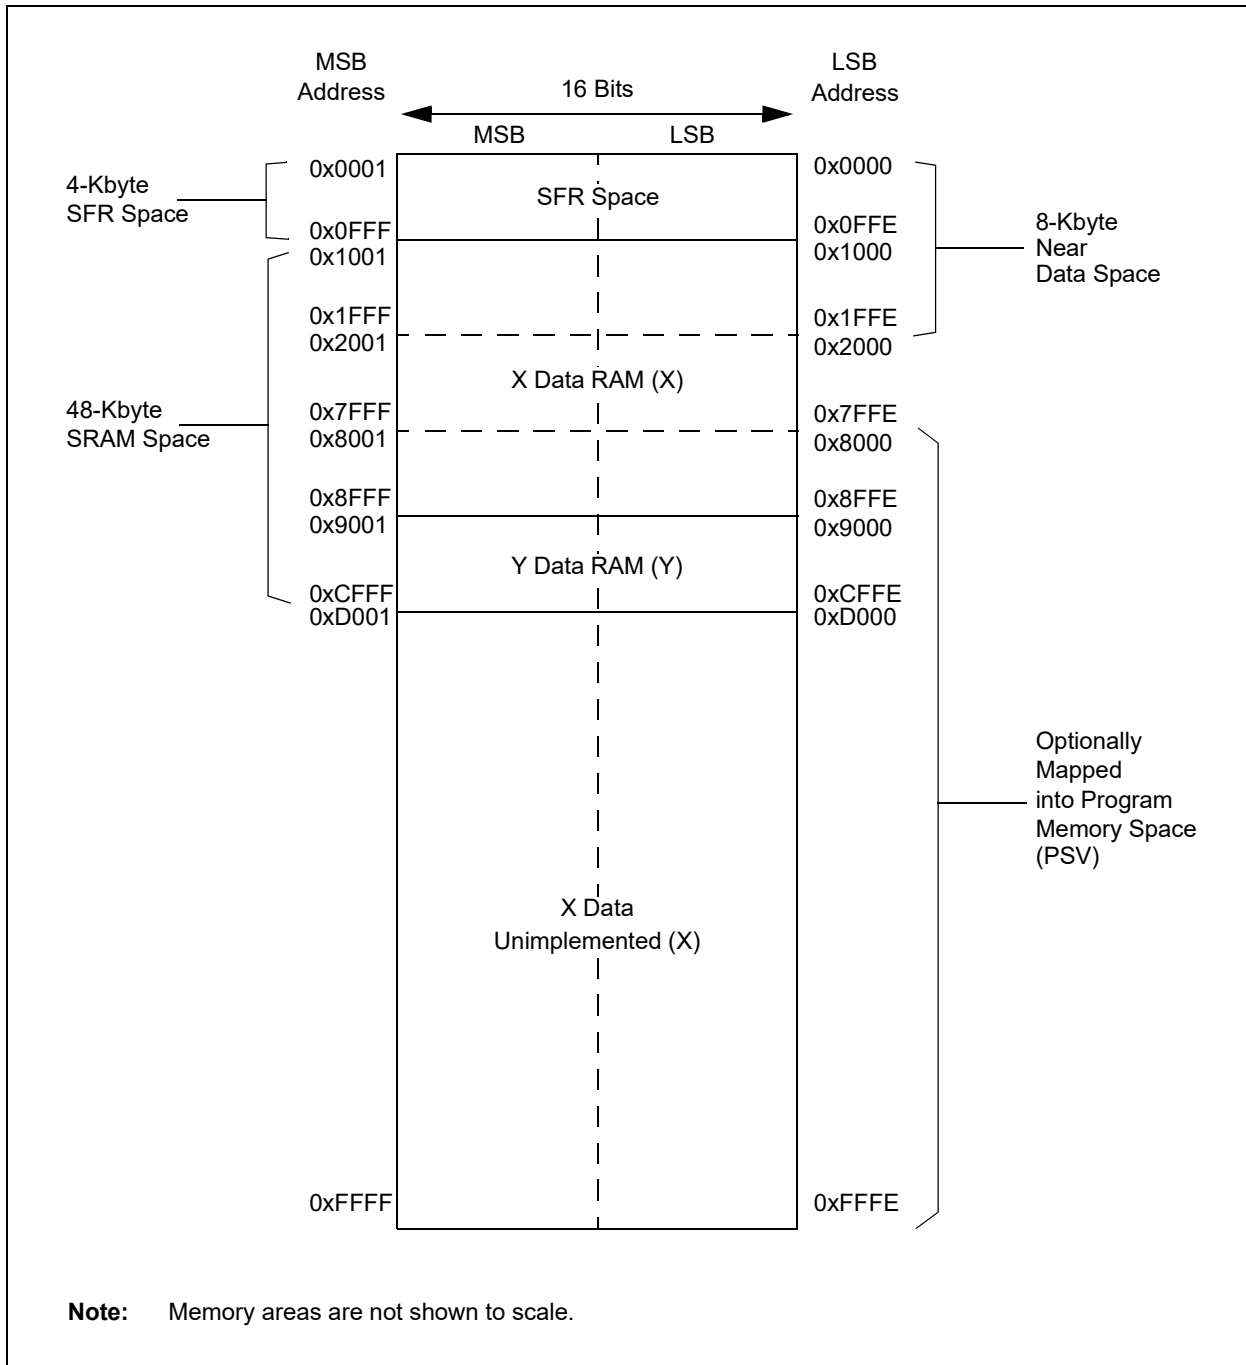 MSB
Address
LSB
Address
16 Bits
MSB
LSB
4-Kbyte
SFR Space
0x0001
0x0FFF
0x1001
0x1FFF
0x2001
48-Kbyte
SRAM Space
0x7FFF
0x8001
0x8FFF
0x9001
0xCFFF
0xD001
0xFFFF
SFR Space
X Data RAM (X)
Y Data RAM (Y)
X Data
Unimplemented (X)
0x0000
0x0FFE
0x1000
0x1FFE
0x2000
0x7FFE
0x8000
0x8FFE
0x9000
0xCFFE
0xD000
0xFFFE
8-Kbyte
Near
Data Space
Optionally
Mapped
into Program
Memory Space
(PSV)
Note: Memory areas are not shown to scale.